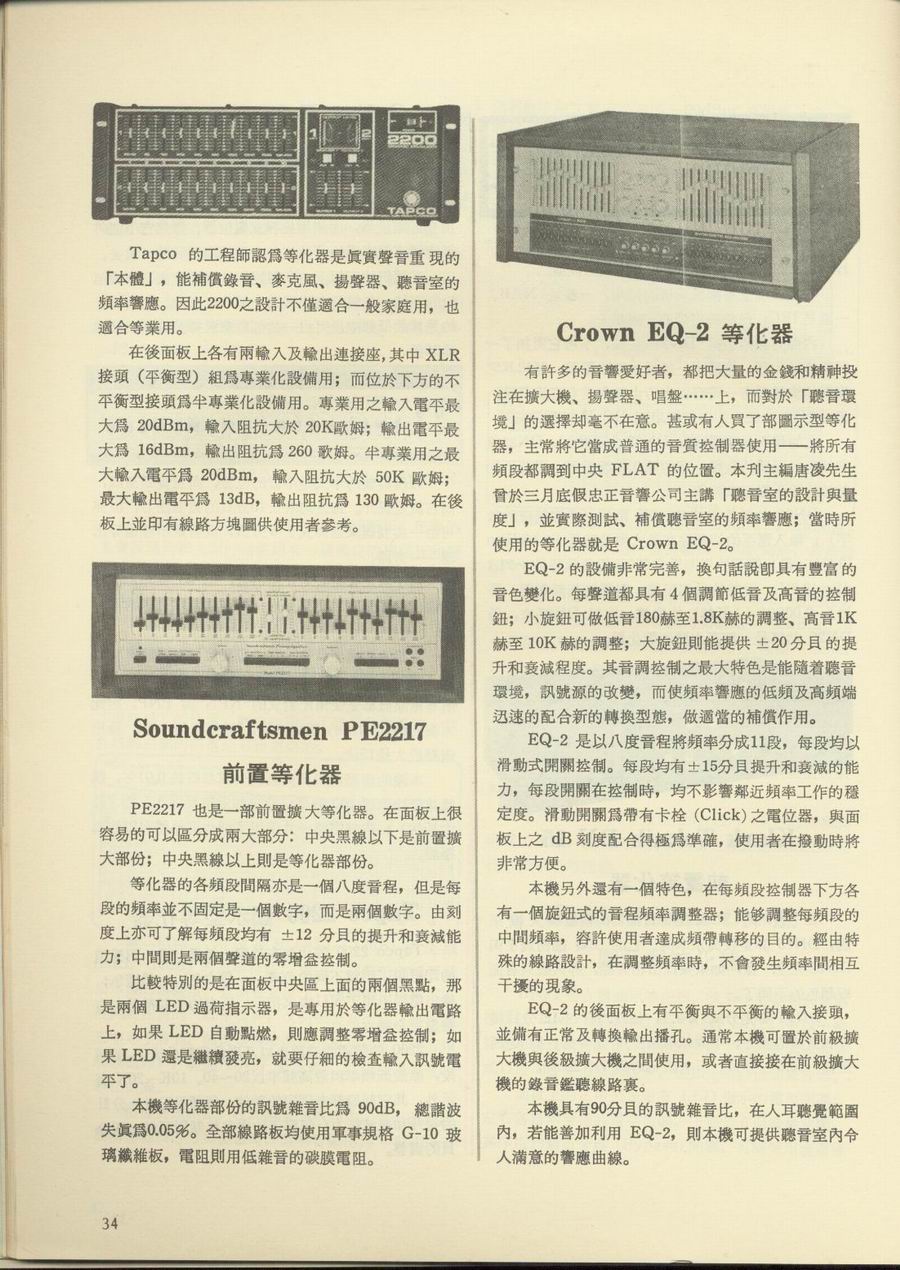 1
2
2200
TAPCO
Tapco 的工程師認爲等化器是眞實聲音重現的
「本體」，能補償錄音、麥克風、揚聲器、聽音室的
頻率響應。因此2200之設計不僅適合一般家庭用，也
適合等業用。
在後面板上各有兩輸入及輸出連接座，其中 XLR
接頭（平衡型）組爲專業化設備用；而位於下方的不
平衡型接頭爲半專業化設備用。專業用之輸入電平最
大爲 20dBm，輸入阻抗大於 20K歐姆；輸出電平最
大爲 16dBm，輸出阻抗爲 260 歌姆。半專業用之最
大輸入電平爲 20dBm，輸入阻抗大於 50K 歐姆；
最大輸出電平爲 13dB，輸出阻抗爲 130 歐姆。在後
板上並印有線路方塊圖供使用者參考。
Soundcraftsmen PE2217
前置等化器
PE2217 也是一部前置擴大等化器。在面板上很
容易的可以區分成兩大部分：中央黑線以下是前置擴
大部份；中央黑線以上則是等化器部份。
等化器的各頻段間隔亦是一個八度音程，但是每
段的頻率並不固定是一個數字，而是兩個數字。由刻
度上亦可了解每頻段均有 ±12 分貝的提升和衰減能
力；中間則是兩個聲道的零增益控制。
比較特別的是在面板中央區上面的兩個黑點，那
是兩個 LED 過荷指示器，是專用於等化器輸出電路
上，如果 LED 自動點燃，則應調整零增益控制；如
果 LED 還是繼續發亮，就要仔細的檢查輸入訊號電
平了。
本機等化器部份的訊號雜音比爲 90dB，總諧波
失眞爲0.05%。全部線路板均使用軍事規格 G-10 玻
璃纖維板，電阻則用低雜音的碳膜電阻。
Crown EQ-2 等化器
有許多的音響愛好者，都把大量的金錢和精神投
注在擴大機、揚聲器、唱盤……上，而對於「聽音環
境」的選擇却毫不在意。甚或有人買了部圖示型等化
器，主常將它當成普通的音質控制器使用——將所有
頻段都調到中央 FLAT 的位置。本刊主編唐凌先生
曾於三月底假忠正音響公司主講「聽音室的設計與量
度」，並實際測試、補償聽音室的頻率響應；當時所
使用的等化器就是 Crown EQ-2。
EQ-2 的設備非常完善，換句話說卽具有豐富的
音色變化。每聲道都具有 4 個調節低音及高音的控制
鈕；小旋鈕可做低音180赫至1.8K赫的調整、高音1K
赫至 10K 赫的調整；大旋鈕則能提供 ±20 分貝的提
升和衰減程度。其音調控制之最大特色是能隨着聽音
環境，訊號源的改變，而使頻率響應的低頻及高頻端
迅速的配合新的轉換型態，做適當的補償作用。
EQ-2 是以八度音程將頻率分成11段，每段均以
滑動式開關控制。每段均有±15分貝提升和衰減的能
力，每段開關在控制時，均不影響鄰近頻率工作的穩
定度。滑動開關爲帶有卡栓 (Click) 之電位器，與面
板上之 dB 刻度配合得極爲準確，使用者在撥動時將
非常方便。
本機另外還有一個特色，在每頻段控制器下方各
有一個旋鈕式的音程頻率調整器；能够調整每頻段的
中間頻率，容許使用者達成頻帶轉移的目的。經由特
殊的線路設計，在調整頻率時，不會發生頻率間相互
干擾的現象。
EQ-2 的後面板上有平衡與不平衡的輸入接頭，
並備有正常及轉換輸出播孔。通常本機可置於前級擴
大機與後級擴大機之間使用，或者直接接在前級擴大
機的錄音鑑聽線路裏。
本機具有90分貝的訊號雜音比，在人耳聽覺範圍
內，若能善加利用 EQ-2，則本機可提供聽音室內令
人滿意的響應曲線。
34